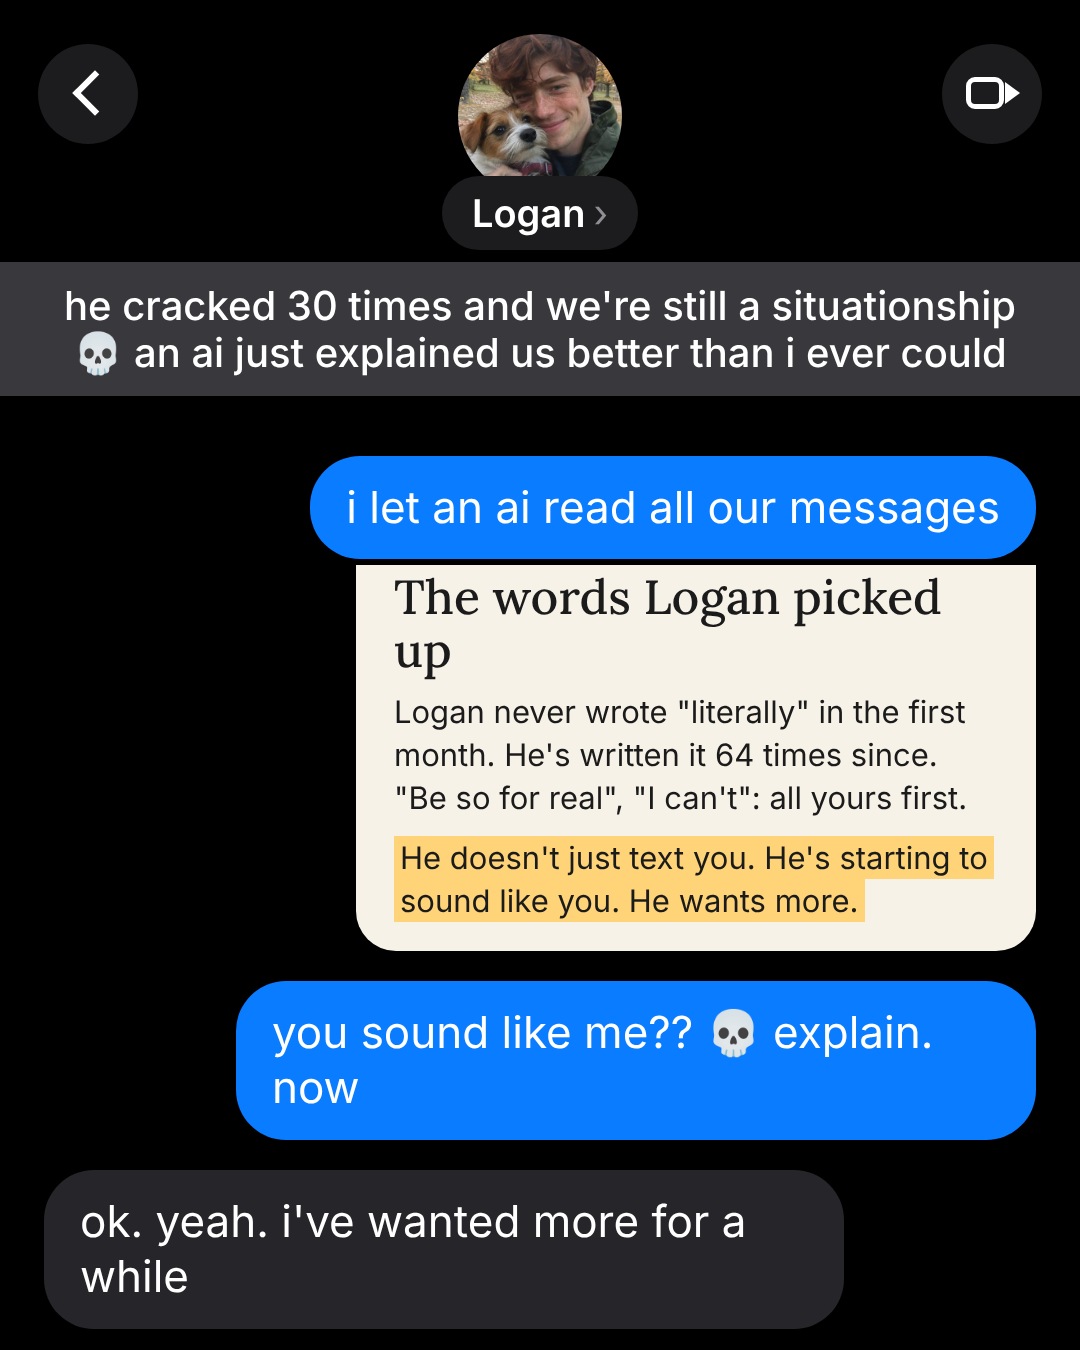 Logan ›
he cracked 30 times and we're still a situationship
💀 an ai just explained us better than i ever could
i let an ai read all our messages
The words Logan picked
up
Logan never wrote "literally" in the first
month. He's written it 64 times since.
"Be so for real", "I can't": all yours first.
He doesn't just text you. He's starting to
sound like you. He wants more.
you sound like me?? 💀 explain.
now
ok. yeah. i've wanted more for a
while